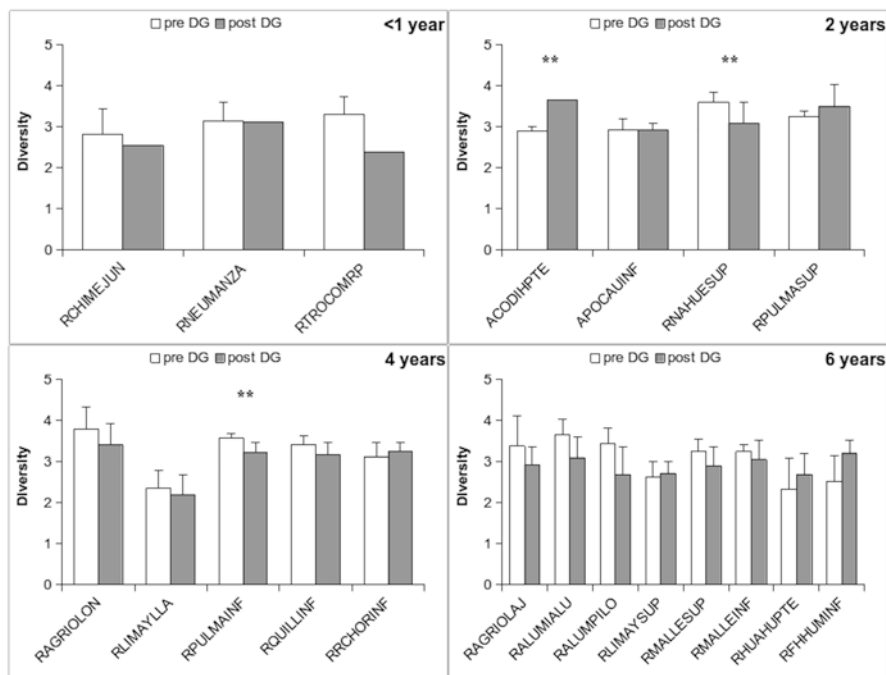 pre DG post DG <1 year
5
4
3
2
1
0
Diversity
**
RCHIMEJUN
RNEUMANZA
RTROCOMRP
pre DG post DG 2 years
5
4
3
2
1
0
Diversity
** **
ACODIHPTE
APOCAUINF
RNAHUESUP
RPULMASUP
pre DG post DG 4 years
5
4
3
2
1
0
Diversity
**
RAGRIOLON
RLIMAYLLA
RPULMAINF
RQUILLINF
RRCHORINF
pre DG post DG 6 years
5
4
3
2
1
0
Diversity
RAGRIOLAJ
RALUMIALU
RALUMPILO
RLIMAYSUP
RMALLESUP
RMALLEINF
RHUAHUPTE
RFHHUMINF